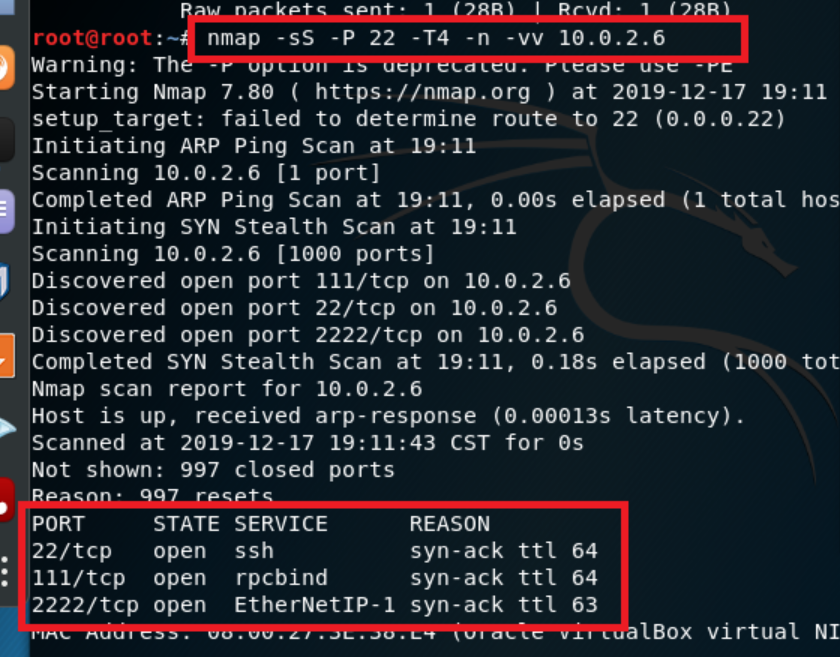 Raw packets sent: 1 (28B) | Rcvd: 1 (28B)
root@root:~# nmap -sS -P 22 -T4 -n -vv 10.0.2.6
Warning: The -P option is deprecated. Please use -PE
Starting Nmap 7.80 ( https://nmap.org ) at 2019-12-17 19:11
setup_target: failed to determine route to 22 (0.0.0.22)
Initiating ARP Ping Scan at 19:11
Scanning 10.0.2.6 [1 port]
Completed ARP Ping Scan at 19:11, 0.00s elapsed (1 total hos
Initiating SYN Stealth Scan at 19:11
Scanning 10.0.2.6 [1000 ports]
Discovered open port 111/tcp on 10.0.2.6
Discovered open port 22/tcp on 10.0.2.6
Discovered open port 2222/tcp on 10.0.2.6
Completed SYN Stealth Scan at 19:11, 0.18s elapsed (1000 tot
Nmap scan report for 10.0.2.6
Host is up, received arp-response (0.00013s latency).
Scanned at 2019-12-17 19:11:43 CST for 0s
Not shown: 997 closed ports
Reason: 997 resets
PORT STATE SERVICE REASON
22/tcp open ssh syn-ack ttl 64
111/tcp open rpcbind syn-ack ttl 64
2222/tcp open EtherNetIP-1 syn-ack ttl 63
MAC Address: 08:00:27:3E:38:E4 (Oracle VirtualBox virtual NI